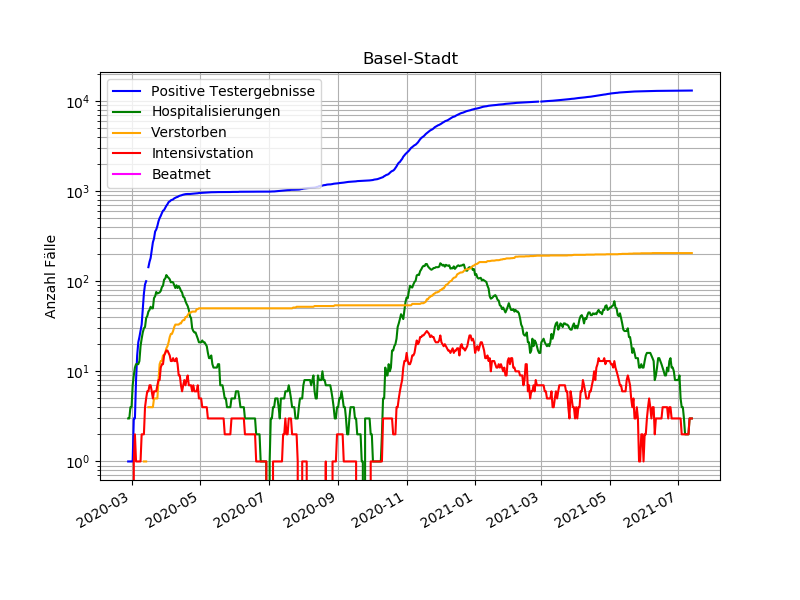 Basel-Stadt
Positive Testergebnisse
Hospitalisierungen
Verstorben
Intensivstation
Beatmet
Anzahl Fälle
10⁴
10³
10²
10¹
10⁰
2020-03 2020-05 2020-07 2020-09 2020-11 2021-01 2021-03 2021-05 2021-07